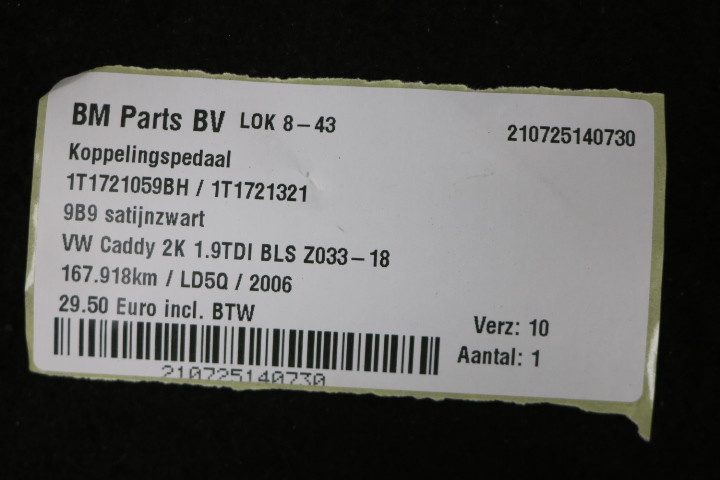 BM Parts BV LOK 8-43
210725140730
Koppelingspedaal
1T1721059BH / 1T1721321
9B9 satijnzwart
VW Caddy 2K 1.9TDI BLS Z033-18
167.918km / LD5Q / 2006
29.50 Euro incl. BTW
Verz: 10
Aantal: 1
210725140730